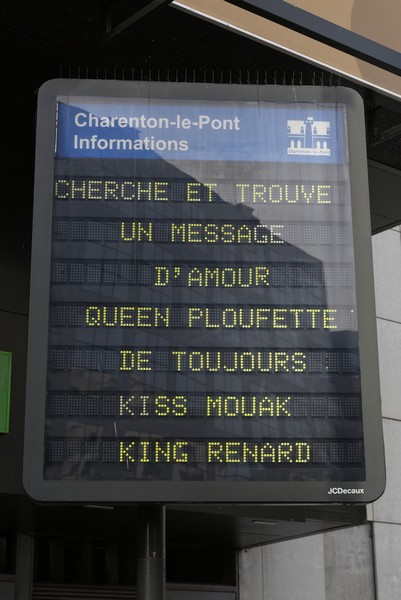 Charenton-le-Pont
Informations
CHERCHE ET TROUVE
UN MESSAGE
D'AMOUR
QUEEN PLOUFETTE
DE TOUJOURS
KISS MOUAK
KING RENARD
JCDecaux